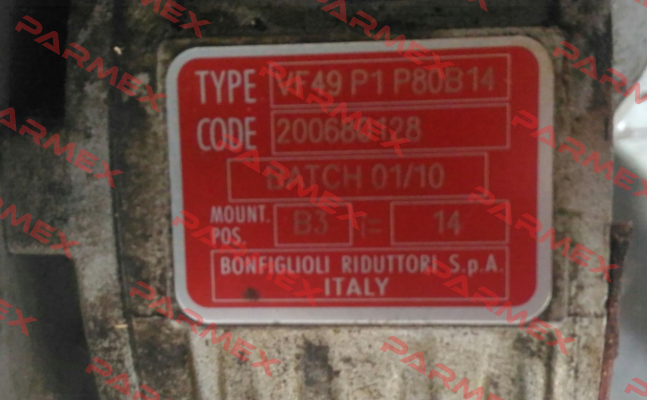 TYPE VF49 P1 P80B14
CODE 200680128
BATCH 01/10
MOUNT. POS. B3 i= 14
BONFIGLIOLI RIDUTTORI S.p.A.
ITALY
PARMEX